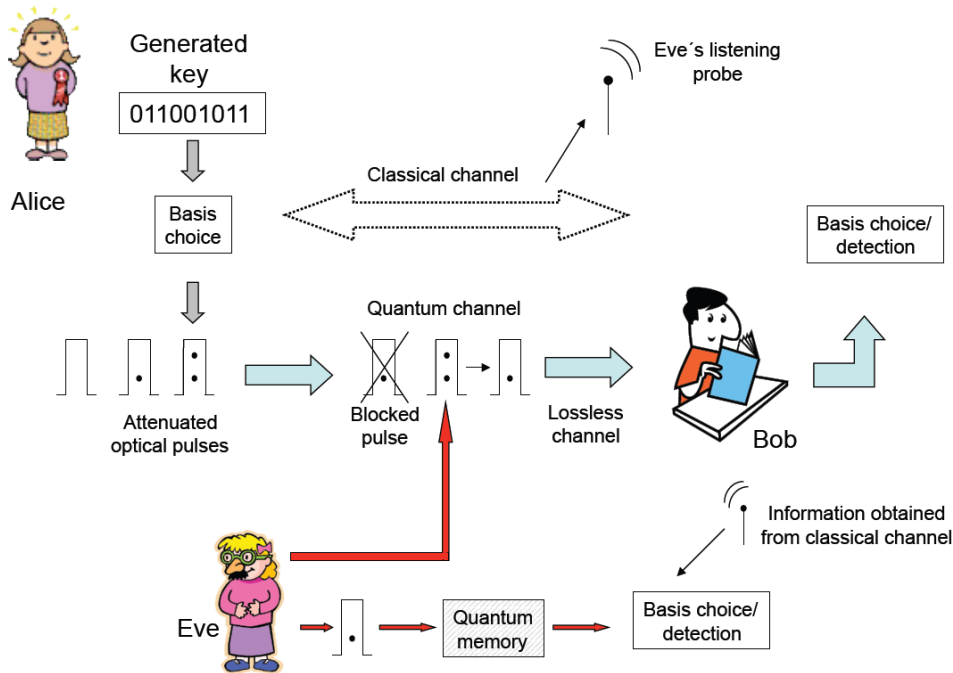 Generated
key
011001011
Alice
Eve´s listening
probe
Classical channel
Basis
choice
Basis choice/
detection
Quantum channel
Attenuated
optical pulses
Blocked
pulse
Lossless
channel
Bob
Information obtained
from classical channel
Eve
Quantum
memory
Basis choice/
detection